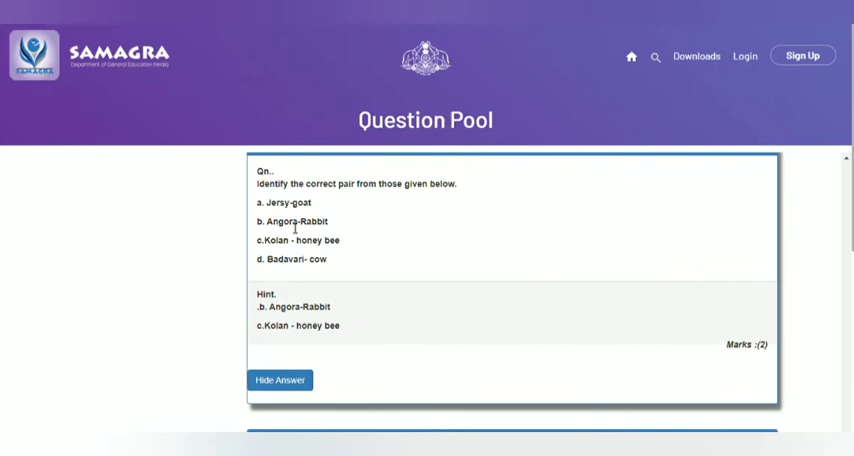 SAMAGRA
Department of General Education Kerala
SAMAGRA
Downloads
Login
Sign Up
Question Pool
Qn..
Identify the correct pair from those given below.
a. Jersy-goat
b. Angora-Rabbit
c.Kolan - honey bee
d. Badavari- cow
Hint.
.b. Angora-Rabbit
c.Kolan - honey bee
Marks :(2)
Hide Answer